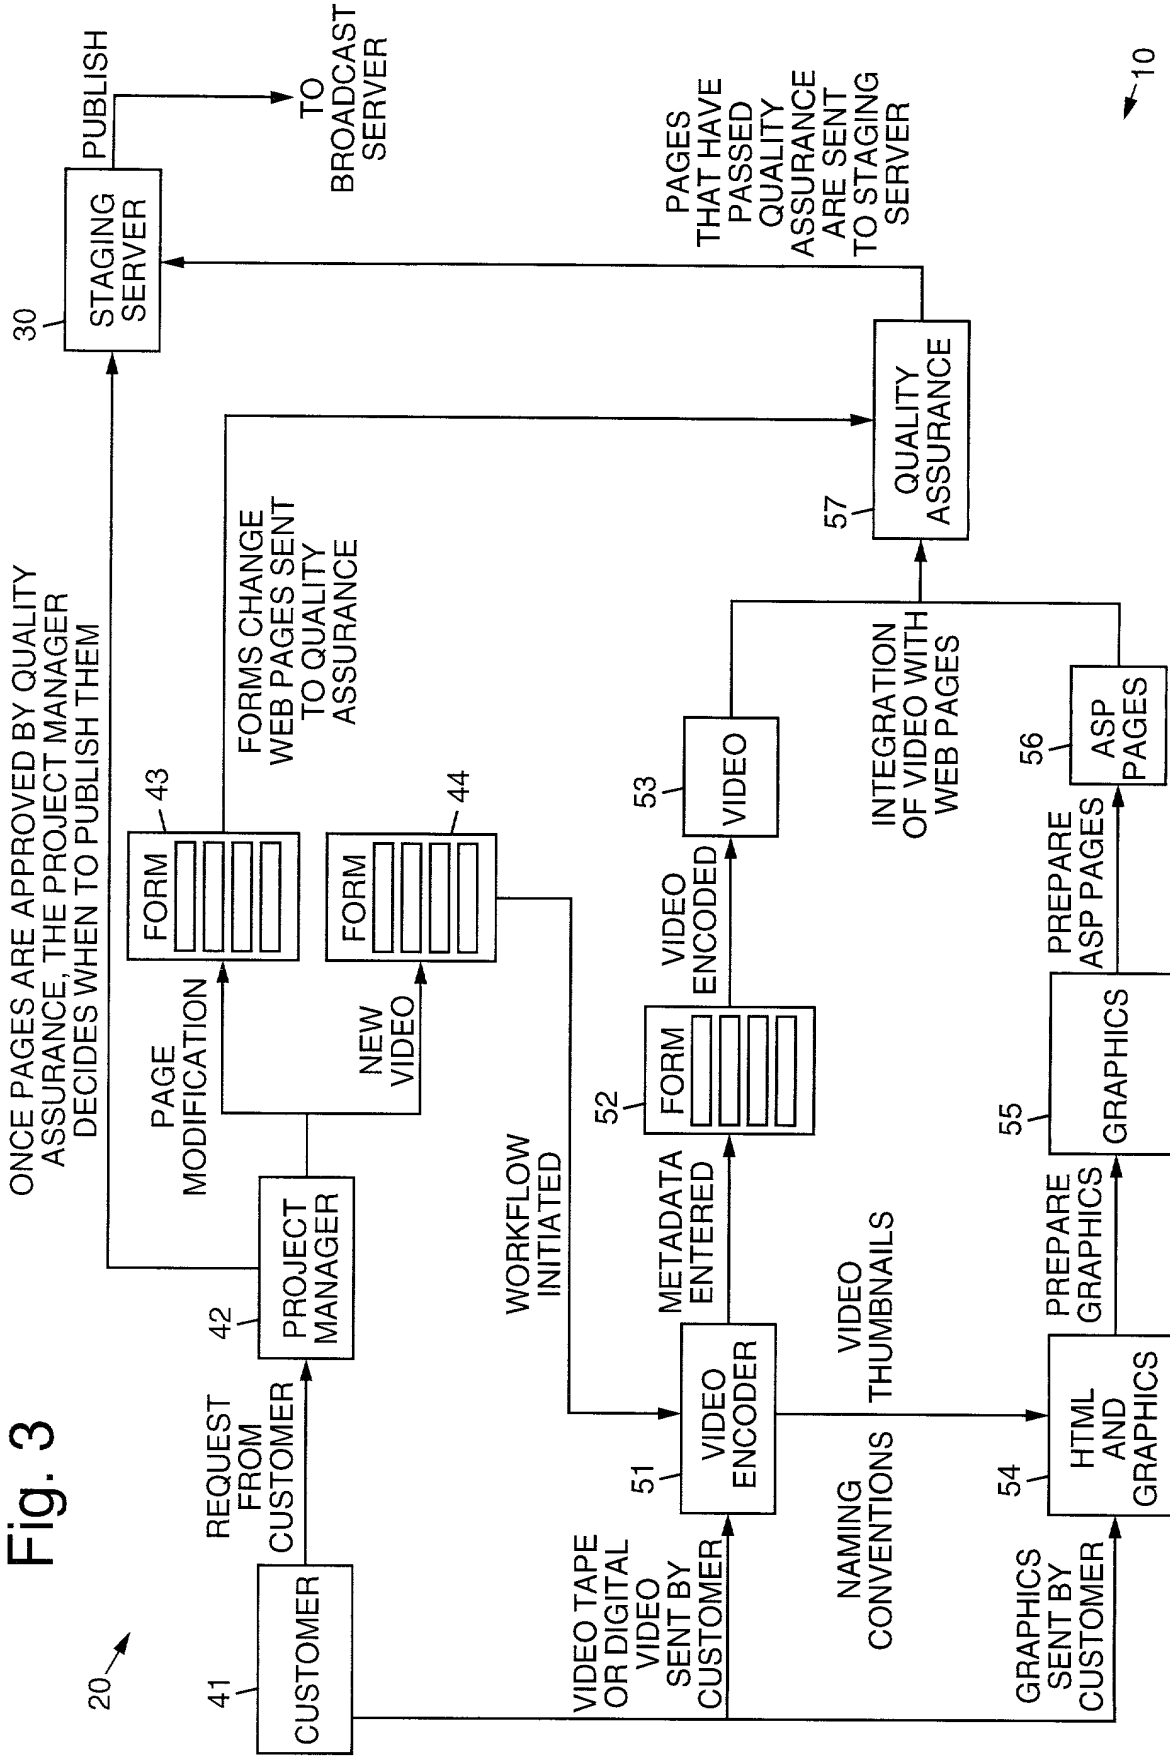 Fig. 3
20
10
ONCE PAGES ARE APPROVED BY QUALITY
ASSURANCE, THE PROJECT MANAGER
DECIDES WHEN TO PUBLISH THEM
30
STAGING
SERVER
PUBLISH
TO
BROADCAST
SERVER
41
CUSTOMER
REQUEST
FROM
CUSTOMER
42
PROJECT
MANAGER
PAGE
MODIFICATION
43
FORM
FORMS CHANGE
WEB PAGES SENT
TO QUALITY
ASSURANCE
NEW
VIDEO
44
FORM
WORKFLOW
INITIATED
PAGES
THAT HAVE
PASSED
QUALITY
ASSURANCE
ARE SENT
TO STAGING
SERVER
VIDEO TAPE
OR DIGITAL
VIDEO
SENT BY
CUSTOMER
51
VIDEO
ENCODER
METADATA
ENTERED
52
FORM
VIDEO
ENCODED
53
VIDEO
INTEGRATION
OF VIDEO WITH
WEB PAGES
57
QUALITY
ASSURANCE
NAMING
CONVENTIONS
VIDEO
THUMBNAILS
GRAPHICS
SENT BY
CUSTOMER
54
HTML
AND
GRAPHICS
PREPARE
GRAPHICS
55
GRAPHICS
PREPARE
ASP PAGES
56
ASP
PAGES